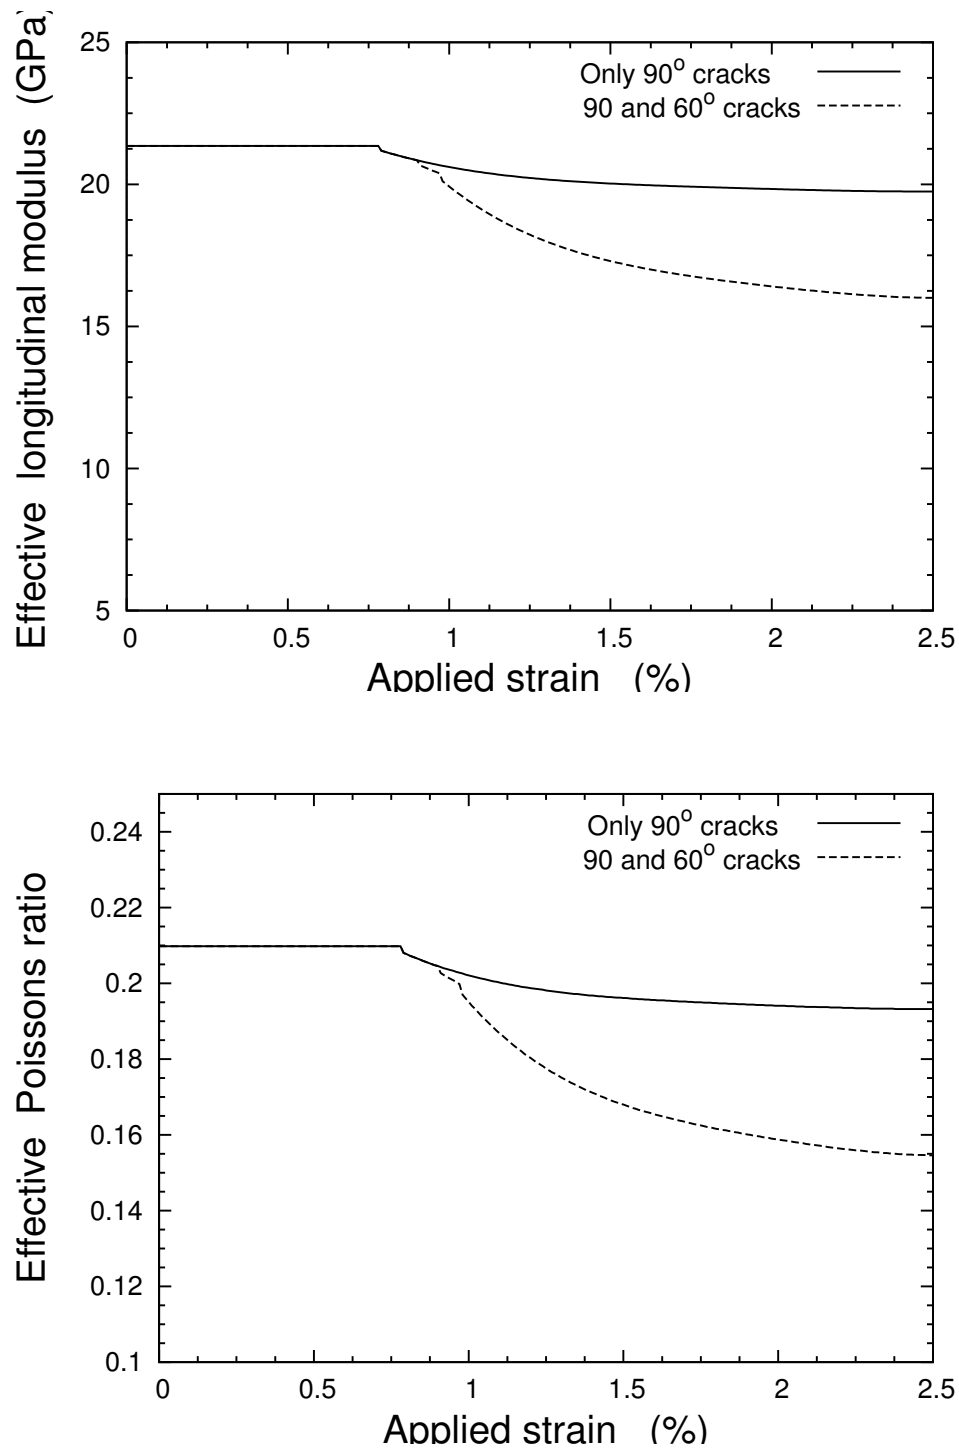 Effective longitudinal modulus (GPa)
25
20
15
10
5
Only 90° cracks
90 and 60° cracks
0 0.5 1 1.5 2 2.5
Applied strain (%)
Effective Poissons ratio
0.24
0.22
0.2
0.18
0.16
0.14
0.12
0.1
Only 90° cracks
90 and 60° cracks
0 0.5 1 1.5 2 2.5
Applied strain (%)